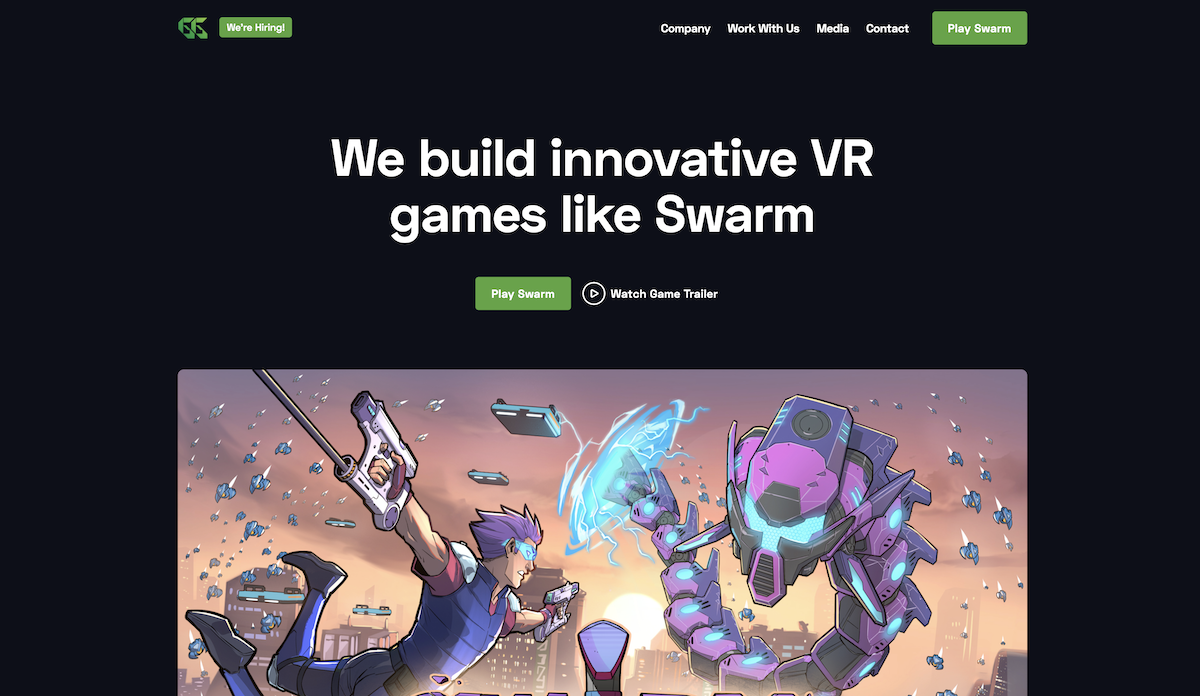 We're Hiring!
Company
Work With Us
Media
Contact
Play Swarm
We build innovative VR
games like Swarm
Play Swarm
Watch Game Trailer